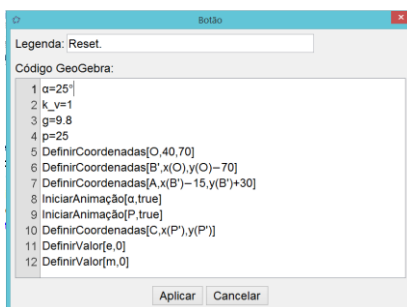 Botão
Legenda: Reset.
Código GeoGebra:
1 α=25°
2 k_v=1
3 g=9.8
4 p=25
5 DefinirCoordenadas[O,40,70]
6 DefinirCoordenadas[B',x(O),y(O)−70]
7 DefinirCoordenadas[A,x(B')−15,y(B')+30]
8 IniciarAnimação[α,true]
9 IniciarAnimação[P,true]
10 DefinirCoordenadas[C,x(P'),y(P')]
11 DefinirValor[e,0]
12 DefinirValor[m,0]
Aplicar Cancelar